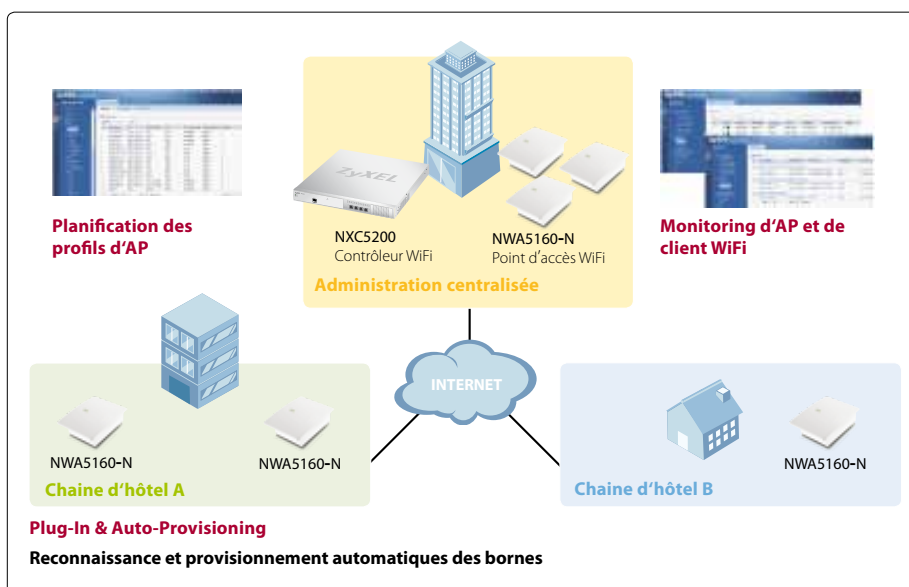 ZyXEL
Planification des
profils d'AP
NXC5200
Contrôleur WiFi
NWA5160-N
Point d'accès WiFi
Administration centralisée
Monitoring d'AP et de
client WiFi
INTERNET
NWA5160-N
NWA5160-N
Chaine d'hôtel A
NWA5160-N
Chaine d'hôtel B
Plug-In & Auto-Provisioning
Reconnaissance et provisionnement automatiques des bornes